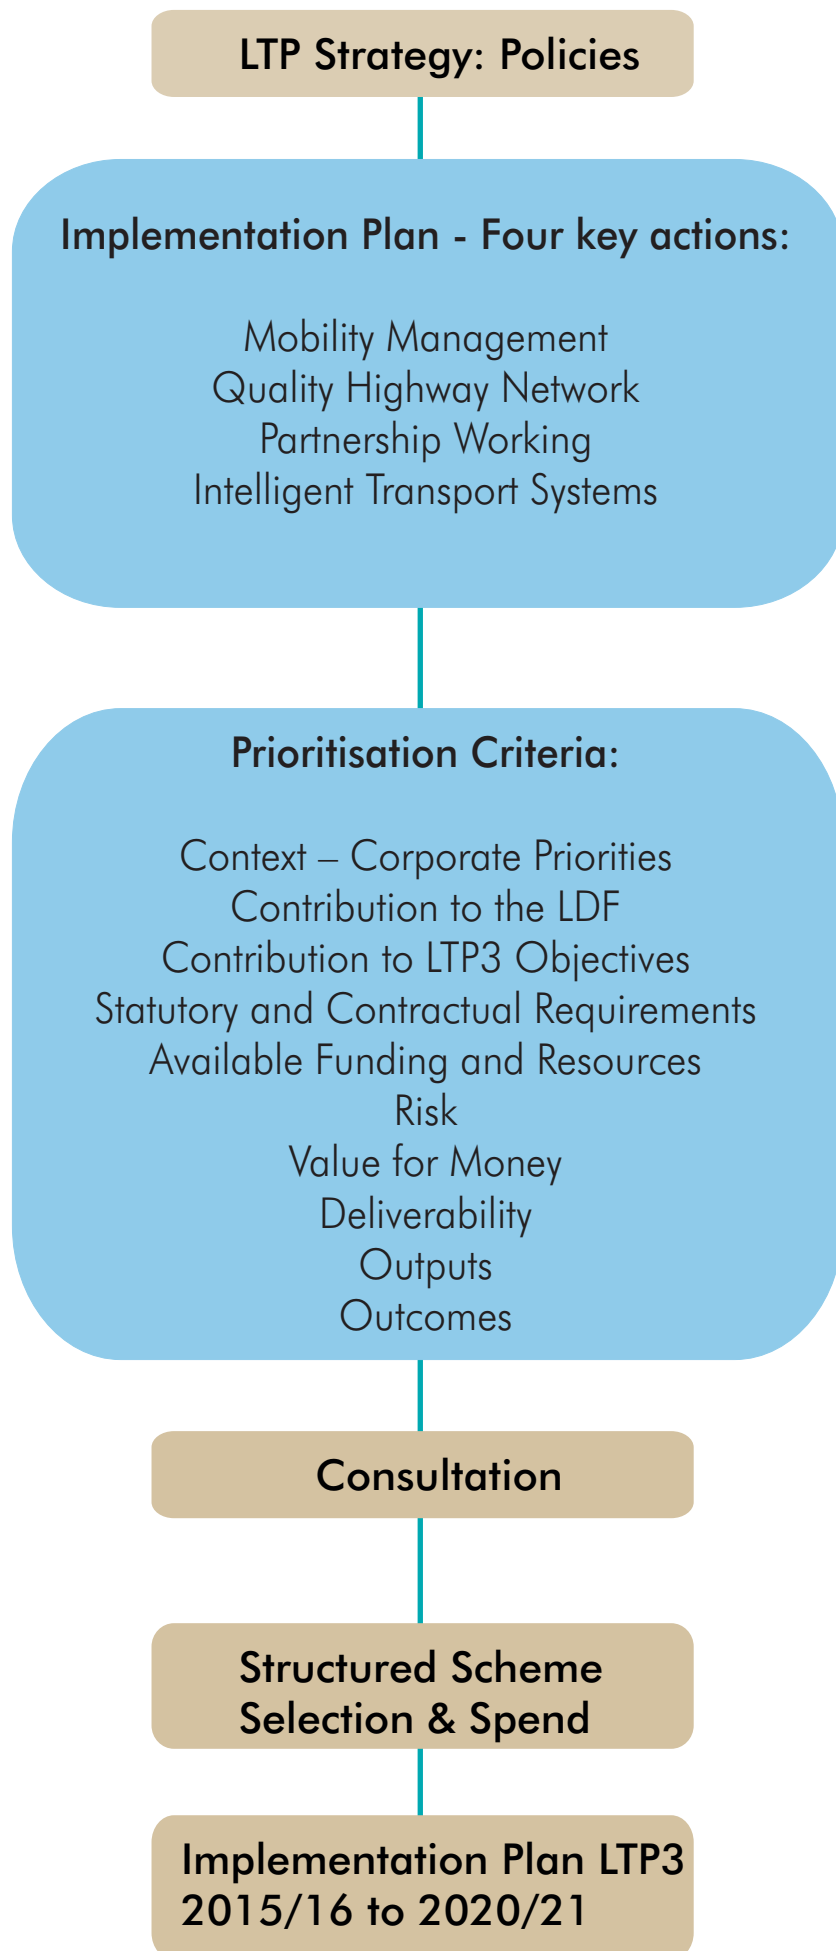 LTP Strategy: Policies
Implementation Plan - Four key actions:
Mobility Management
Quality Highway Network
Partnership Working
Intelligent Transport Systems
Prioritisation Criteria:
Context – Corporate Priorities
Contribution to the LDF
Contribution to LTP3 Objectives
Statutory and Contractual Requirements
Available Funding and Resources
Risk
Value for Money
Deliverability
Outputs
Outcomes
Consultation
Structured Scheme
Selection & Spend
Implementation Plan LTP3
2015/16 to 2020/21